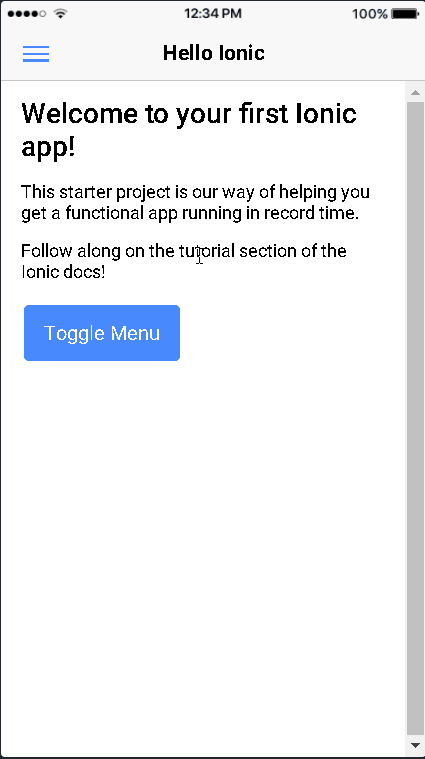 12:34 PM 100%
Hello Ionic
Welcome to your first Ionic
app!
This starter project is our way of helping you
get a functional app running in record time.
Follow along on the tutorial section of the
Ionic docs!
Toggle Menu